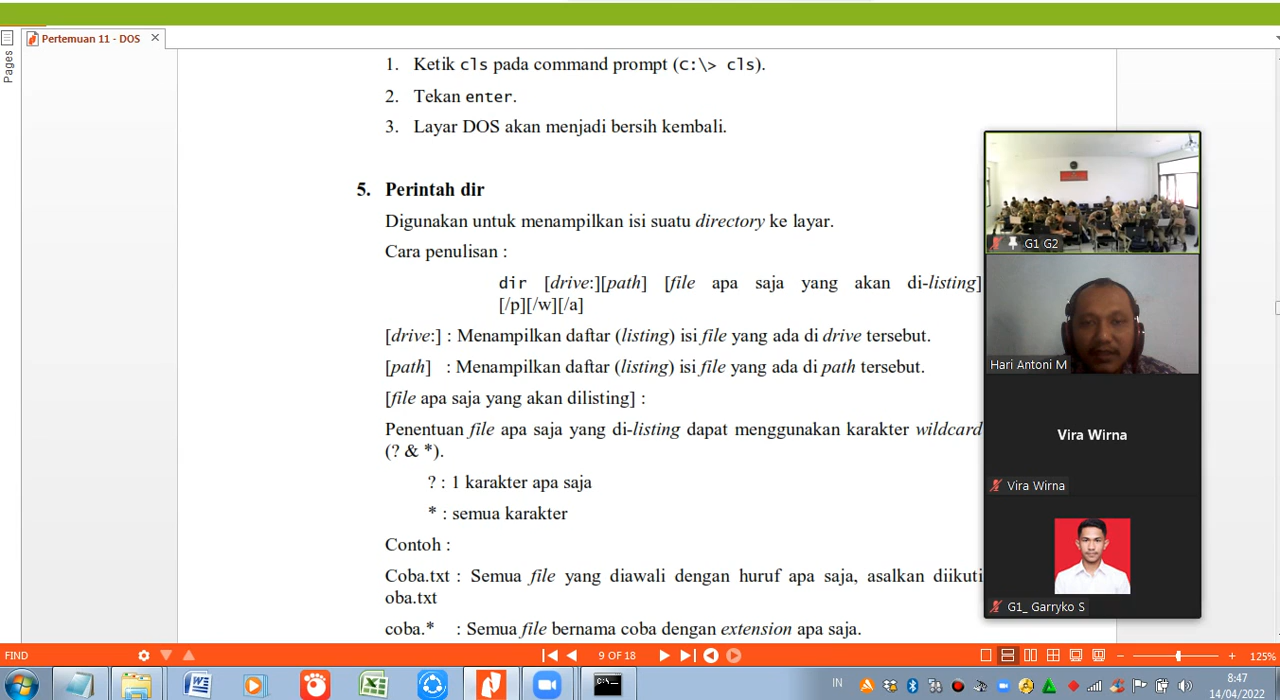 Pertemuan 11 - DOS
Pages
1. Ketik cls pada command prompt (c:\> cls).
2. Tekan enter.
3. Layar DOS akan menjadi bersih kembali.
5. Perintah dir
Digunakan untuk menampilkan isi suatu directory ke layar.
Cara penulisan :
dir [drive:][path] [file apa saja yang akan di-listing]
[/p][/w][/a]
[drive:] : Menampilkan daftar (listing) isi file yang ada di drive tersebut.
[path] : Menampilkan daftar (listing) isi file yang ada di path tersebut.
[file apa saja yang akan dilisting] :
Penentuan file apa saja yang di-listing dapat menggunakan karakter wildcard
(? & *).
? : 1 karakter apa saja
* : semua karakter
Contoh :
Coba.txt : Semua file yang diawali dengan huruf apa saja, asalkan diikuti
oba.txt
coba.* : Semua file bernama coba dengan extension apa saja.
G1 G2
Hari Antoni M
Vira Wirna
Vira Wirna
G1_ Garryko S
FIND
9 OF 18
125%
IN
8:47
14/04/2022